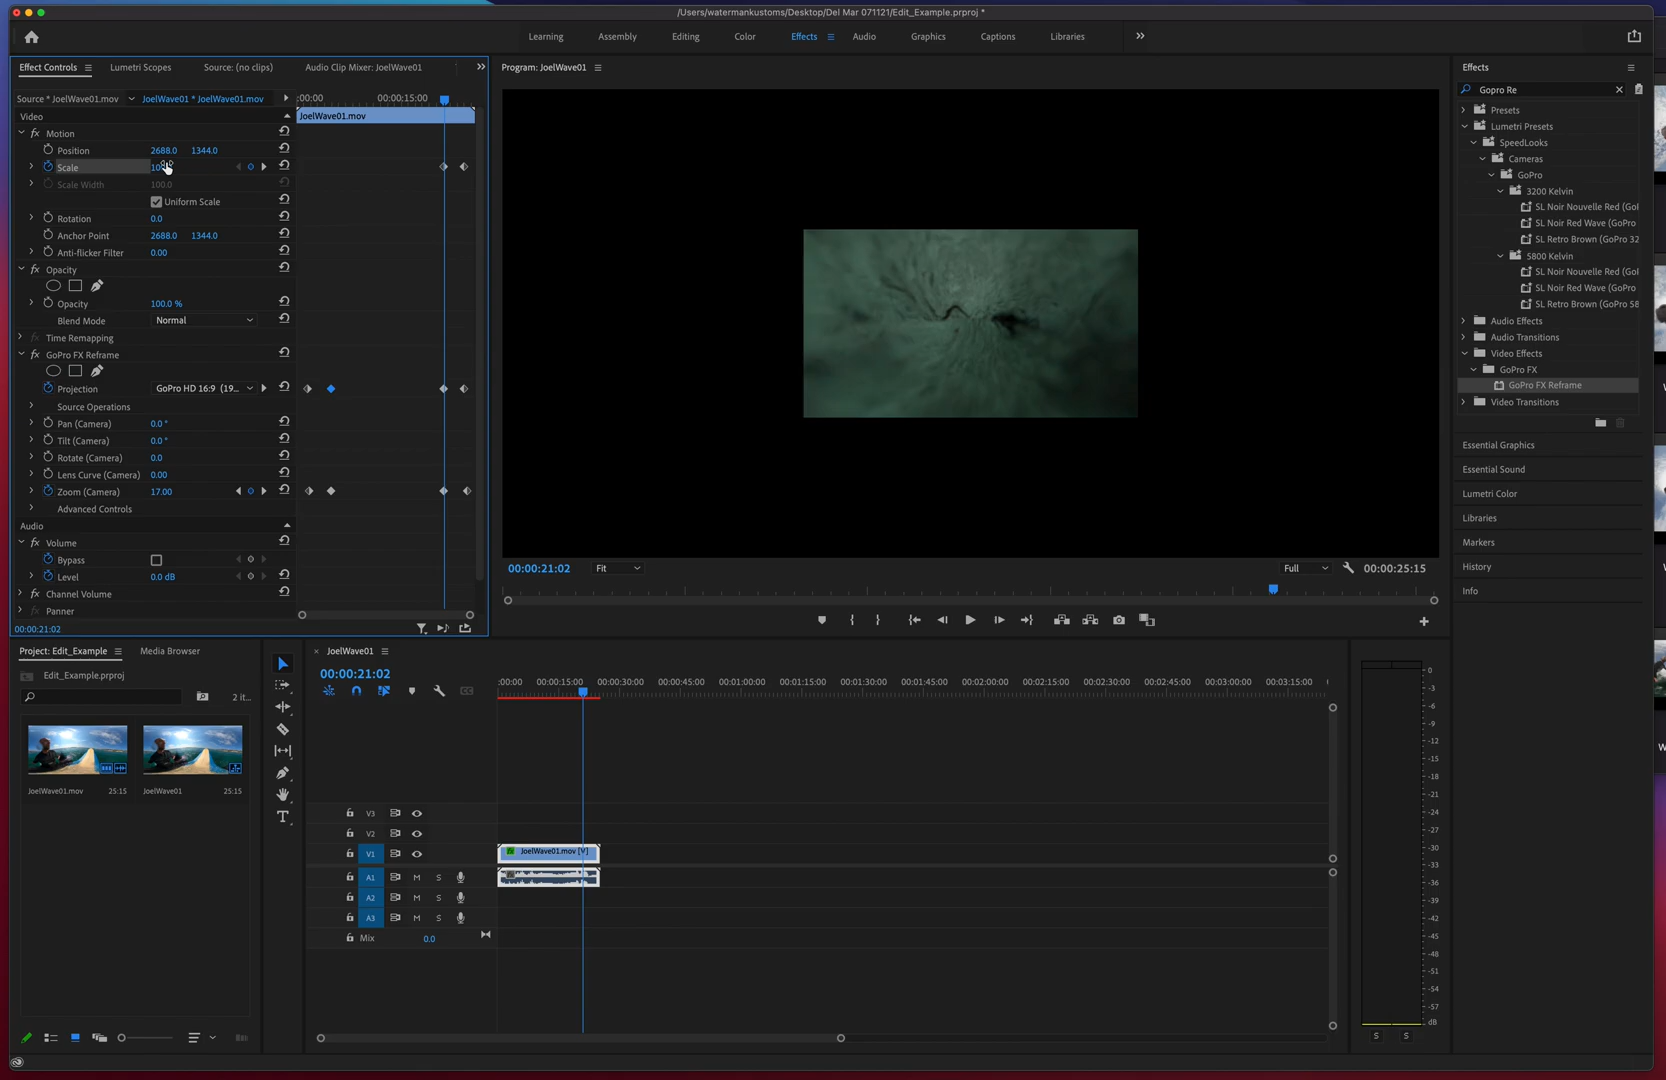 /Users/watermankustoms/Desktop/Del Mar 071121/Edit_Example.prproj *
Learning Assembly Editing Color Effects Audio Graphics Captions Libraries
Effect Controls Lumetri Scopes Source: (no clips) Audio Clip Mixer: JoelWave01
Source * JoelWave01.mov JoelWave01 * JoelWave01.mov :00:00 00:00:15:00
Video JoelWave01.mov
fx Motion
Position 2688.0 1344.0
Scale
Scale Width 100.0
Uniform Scale
Rotation 0.0
Anchor Point 2688.0 1344.0
Anti-flicker Filter 0.00
fx Opacity
Opacity 100.0 %
Blend Mode Normal
fx Time Remapping
fx GoPro FX Reframe
Projection GoPro HD 16:9 (19...
Source Operations
Pan (Camera) 0.0 °
Tilt (Camera) 0.0 °
Rotate (Camera) 0.0
Lens Curve (Camera) 0.00
Zoom (Camera) 17.00
Advanced Controls
Audio
fx Volume
Bypass
Level 0.0 dB
fx Channel Volume
fx Panner
00:00:21:02
Program: JoelWave01
00:00:21:02 Fit Full 00:00:25:15
Effects
Gopro Re
Presets
Lumetri Presets
SpeedLooks
Cameras
GoPro
3200 Kelvin
SL Noir Nouvelle Red (Gol
SL Noir Red Wave (GoPro
SL Retro Brown (GoPro 32
5800 Kelvin
SL Noir Nouvelle Red (Gol
SL Noir Red Wave (GoPro
SL Retro Brown (GoPro 58
Audio Effects
Audio Transitions
Video Effects
GoPro FX
GoPro FX Reframe
Video Transitions
Essential Graphics
Essential Sound
Lumetri Color
Libraries
Markers
History
Info
Project: Edit_Example Media Browser
Edit_Example.prproj
2 it...
JoelWave01.mov 25:15 JoelWave01 25:15
JoelWave01
00:00:21:02
:00:00 00:00:15:00 00:00:30:00 00:00:45:00 00:01:00:00 00:01:15:00 00:01:30:00 00:01:45:00 00:02:00:00 00:02:15:00 00:02:30:00 00:02:45:00 00:03:00:00 00:03:15:00
CC
V3
V2
V1 fx JoelWave01.mov [V]
A1 M S
A2 M S
A3 M S
Mix 0.0
T
0
-3
-6
-9
-12
-15
-18
-21
-24
-27
-30
-33
-36
-39
-42
-45
-48
-51
-54
-57
dB
S S